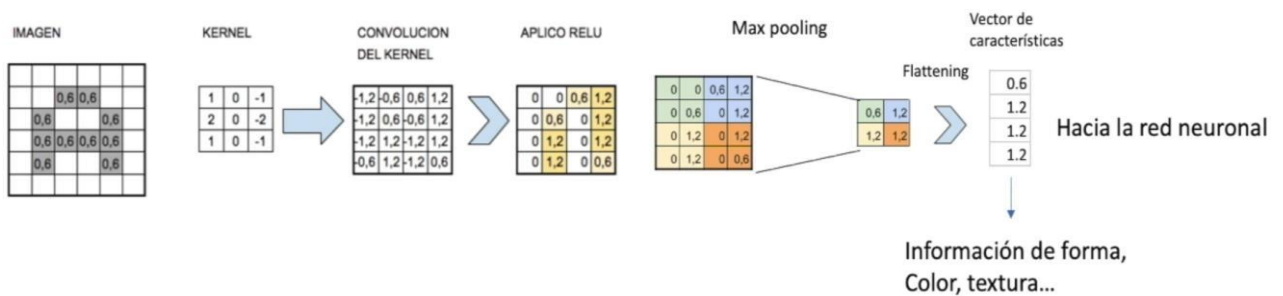 IMAGEN
0,6 0,6
0,6 0,6
0,6 0,6 0,6 0,6
0,6 0,6
KERNEL
1 0 -1
2 0 -2
1 0 -1
CONVOLUCION
DEL KERNEL
-1,2 -0,6 0,6 1,2
-1,2 0,6 -0,6 1,2
-1,2 1,2 -1,2 1,2
-0,6 1,2 -1,2 0,6
APLICO RELU
0 0 0,6 1,2
0 0,6 0 1,2
0 1,2 0 1,2
0 1,2 0 0,6
Max pooling
0 0 0,6 1,2
0 0,6 0 1,2
0 1,2 0 1,2
0 1,2 0 0,6
0,6 1,2
1,2 1,2
Flattening
Vector de
características
0.6
1.2
1.2
1.2
Hacia la red neuronal
Información de forma,
Color, textura...